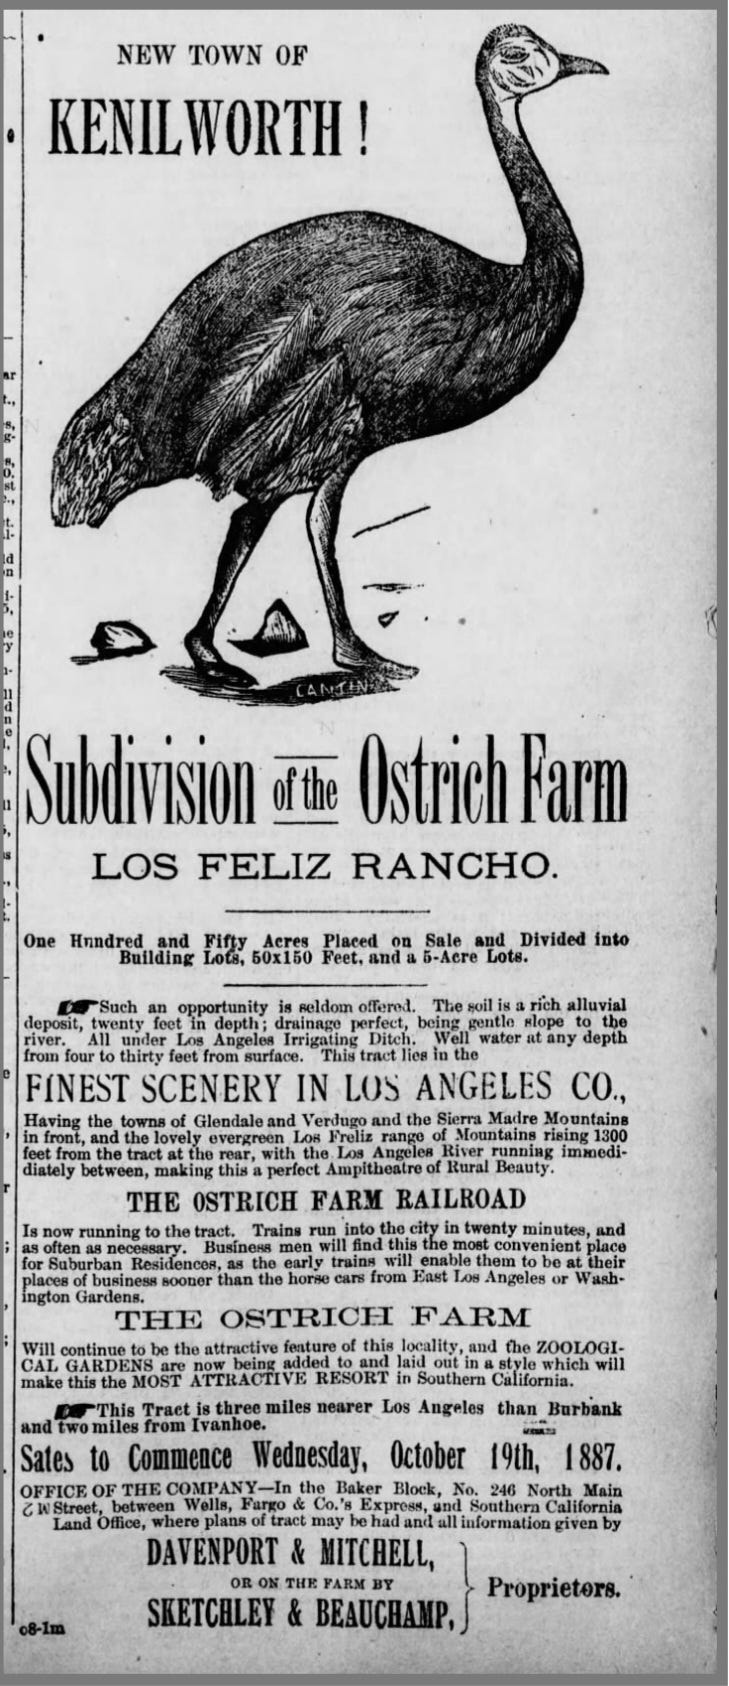 NEW TOWN OF
KENILWORTH!
CANTIN
Subdivision of the Ostrich Farm
LOS FELIZ RANCHO.
One Hnndred and Fifty Acres Placed on Sale and Divided into
Building Lots, 50x150 Feet, and a 5-Acre Lots.
Such an opportunity is seldom offered. The soil is a rich alluvial
deposit, twenty feet in depth; drainage perfect, being gentle slope to the
river. All under Los Angeles Irrigating Ditch. Well water at any depth
from four to thirty feet from surface. This tract lies in the
FINEST SCENERY IN LOS ANGELES CO.,
Having the towns of Glendale and Verdugo and the Sierra Madre Mountains
in front, and the lovely evergreen Los Freliz range of Mountains rising 1300
feet from the tract at the rear, with the Los Angeles River running immedi-
diately between, making this a perfect Ampitheatre of Rural Beauty.
THE OSTRICH FARM RAILROAD
Is now running to the tract. Trains run into the city in twenty minutes, and
as often as necessary. Business men will find this the most convenient place
for Suburban Residences, as the early trains will enable them to be at their
places of business sooner than the horse cars from East Los Angeles or Wash-
ington Gardens.
THE OSTRICH FARM
Will continue to be the attractive feature of this locality, and the ZOOLOGI-
CAL GARDENS are now being added to and laid out in a style which will
make this the MOST ATTRACTIVE RESORT in Southern California.
This Tract is three miles nearer Los Angeles than Burbank
and two miles from Ivanhoe.
Sales to Commence Wednesday, October 19th, 1887.
OFFICE OF THE COMPANY—In the Baker Block, No. 246 North Main
Street, between Wells, Fargo & Co.'s Express, and Southern California
Land Office, where plans of tract may be had and all information given by
DAVENPORT & MITCHELL,
OR ON THE FARM BY
SKETCHLEY & BEAUCHAMP,
Proprietors.
o8-1m